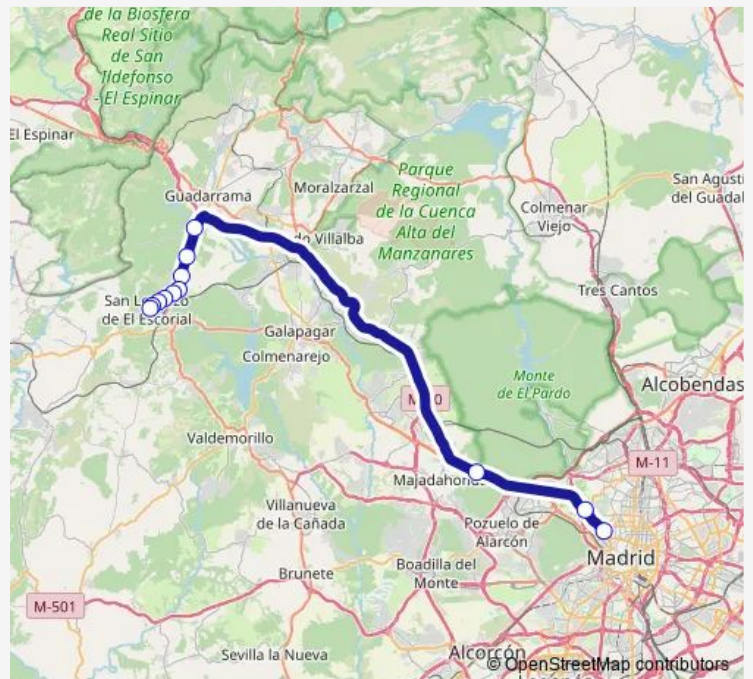 de la Biosfera
Real Sitio
de San
Ildefonso
- El Espinar
El Espinar
Guadarrama
Moralzarzal
Parque
Regional
de la Cuenca
Alta del
Manzanares
San Agustí
del Guadal
Colmenar
Viejo
do Villalba
Tres Cantos
San L
de El Escorial
Galapagar
Colmenarejo
Monte
de El Pardo
Alcobendas
Valdemorillo
M-11
Majadahon
Villanueva
de la Cañada
Pozuelo de
Alarcón
Madrid
Brunete
Boadilla del
Monte
M-501
Sevilla la Nueva
Alcorcón
© OpenStreetMap contributors